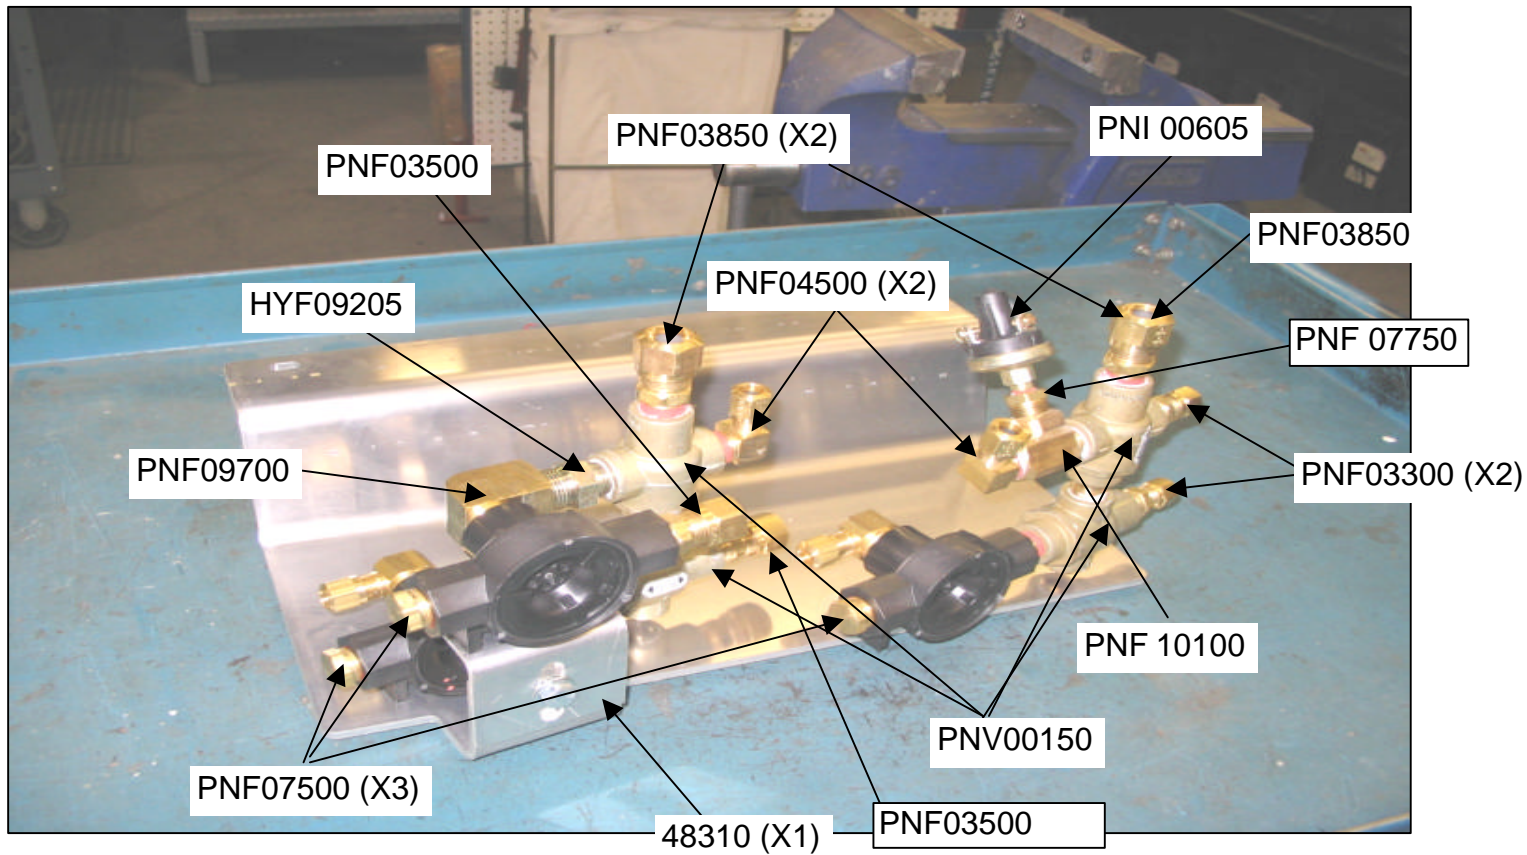 PNF03850 (X2)
PNI 00605
PNF03500
PNF03850
PNF04500 (X2)
HYF09205
PNF 07750
PNF09700
PNF03300 (X2)
PNF 10100
PNV00150
PNF07500 (X3)
48310 (X1)
PNF03500